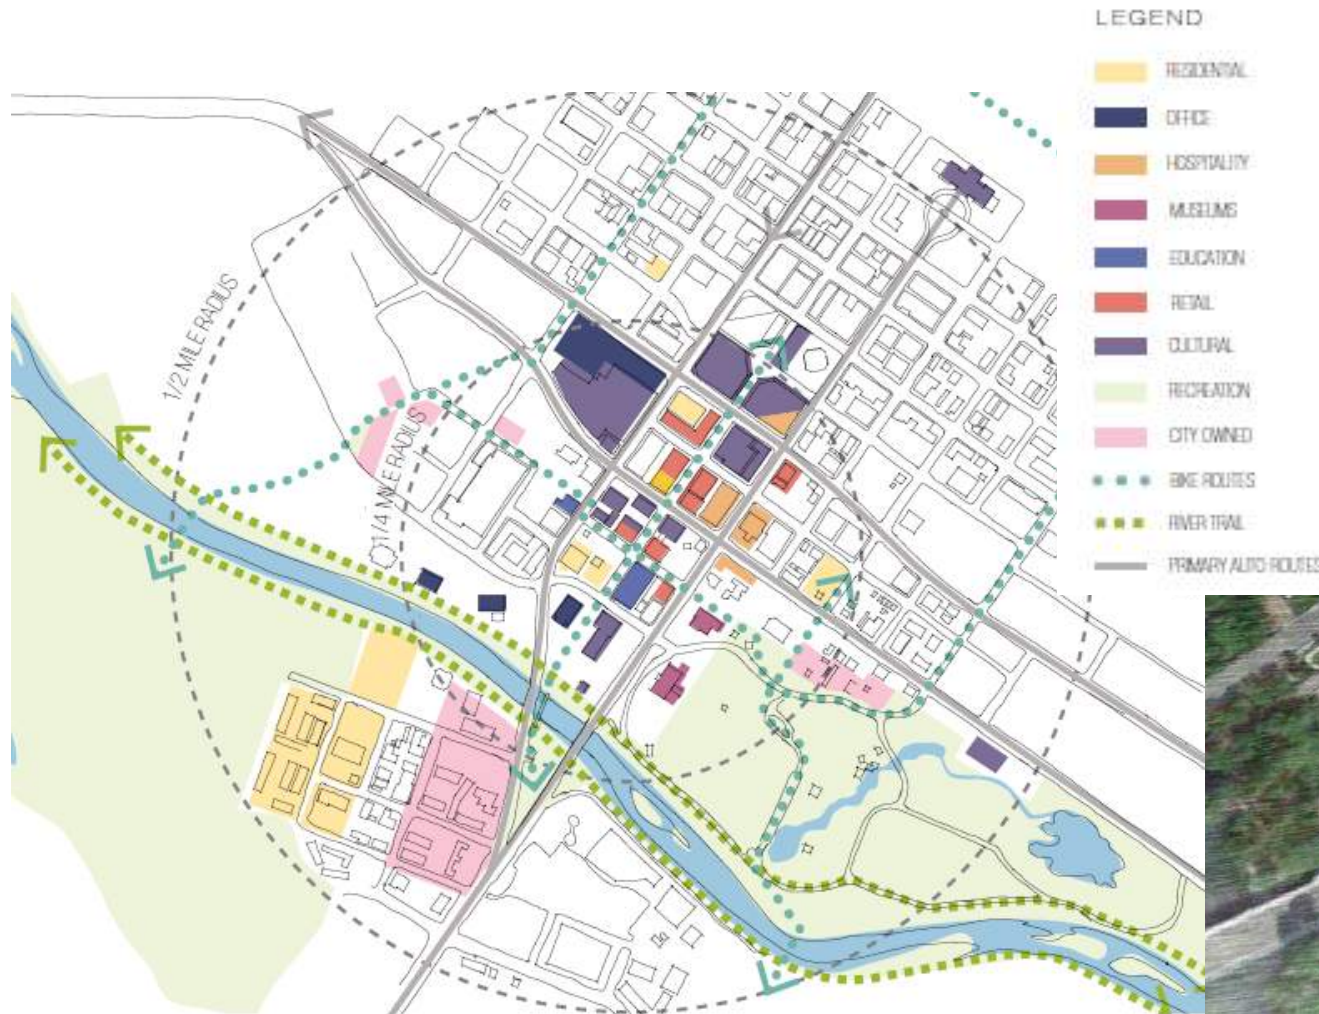 LEGEND
RESIDENTIAL
OFFICE
HOSPITALITY
MUSEUMS
EDUCATION
RETAIL
CULTURAL
RECREATION
CITY OWNED
BIKE ROUTES
RIVER TRAIL
PRIMARY AUTO ROUTES
1/2 MILE RADIUS
1/4 MILE RADIUS